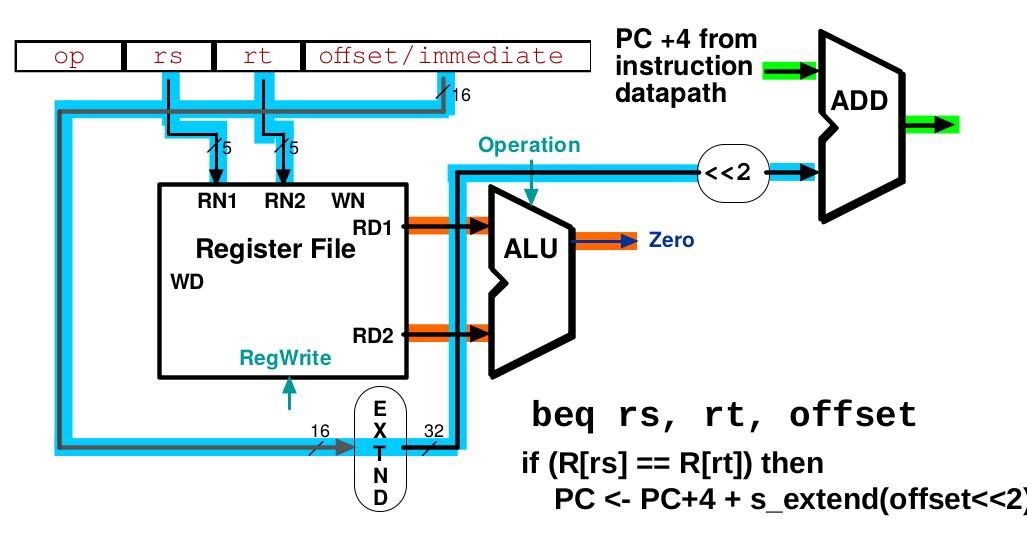 op rs rt offset/immediate
PC +4 from
instruction
datapath
ADD
16
5
5
Operation
<<2
RN1 RN2 WN
RD1
Register File
ALU
Zero
WD
RD2
RegWrite
16
E
X
T
N
D
32
beq rs, rt, offset
if (R[rs] == R[rt]) then
PC <- PC+4 + s_extend(offset<<2)